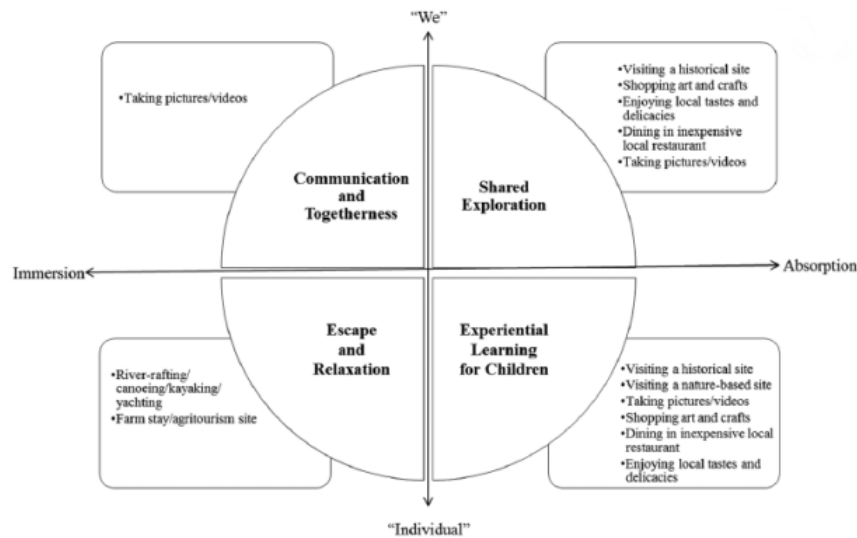 “We”
•Taking pictures/videos
•Visiting a historical site
•Shopping art and crafts
•Enjoying local tastes and
delicacies
•Dining in inexpensive
local restaurant
•Taking pictures/videos
Communication
and
Togetherness
Shared
Exploration
Immersion
Absorption
Escape
and
Relaxation
Experiential
Learning
for Children
•River-rafting/
canoeing/kayaking/
yachting
•Farm stay/agritourism site
•Visiting a historical site
•Visiting a nature-based site
•Taking pictures/videos
•Shopping art and crafts
•Dining in inexpensive local
restaurant
•Enjoying local tastes and
delicacies
“Individual”